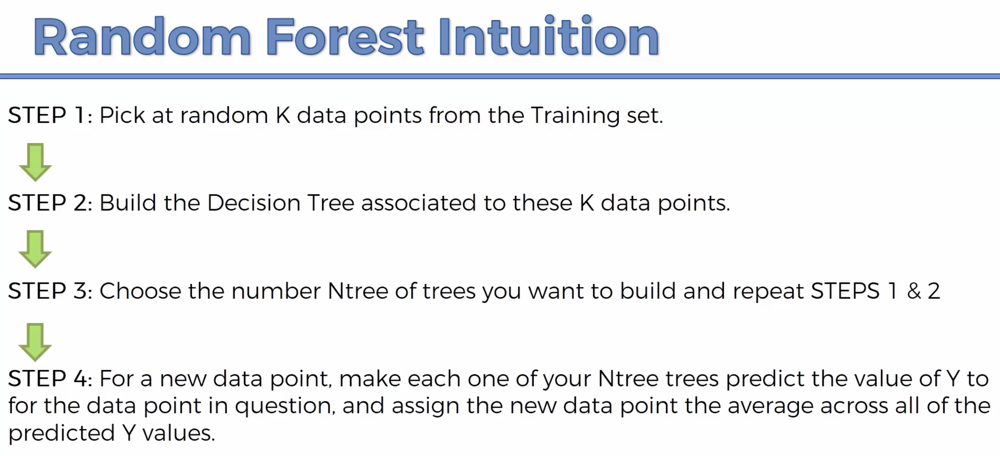 Random Forest Intuition
STEP 1: Pick at random K data points from the Training set.
STEP 2: Build the Decision Tree associated to these K data points.
STEP 3: Choose the number Ntree of trees you want to build and repeat STEPS 1 & 2
STEP 4: For a new data point, make each one of your Ntree trees predict the value of Y to
for the data point in question, and assign the new data point the average across all of the
predicted Y values.